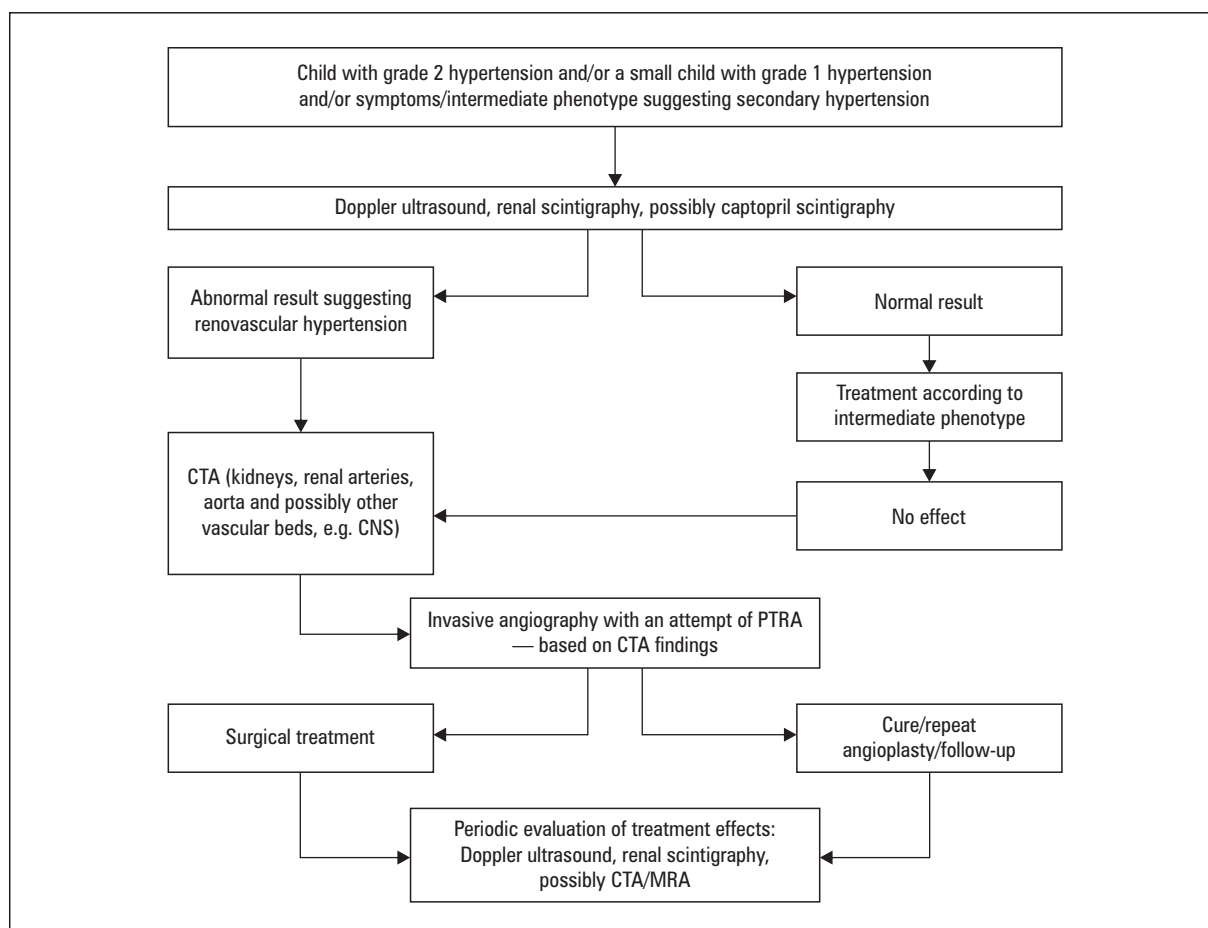 Child with grade 2 hypertension and/or a small child with grade 1 hypertension
and/or symptoms/intermediate phenotype suggesting secondary hypertension
Doppler ultrasound, renal scintigraphy, possibly captopril scintigraphy
Abnormal result suggesting
renovascular hypertension
Normal result
Treatment according to
intermediate phenotype
CTA (kidneys, renal arteries,
aorta and possibly other
vascular beds, e.g. CNS)
No effect
Invasive angiography with an attempt of PTRA
— based on CTA findings
Surgical treatment
Cure/repeat
angioplasty/follow-up
Periodic evaluation of treatment effects:
Doppler ultrasound, renal scintigraphy,
possibly CTA/MRA